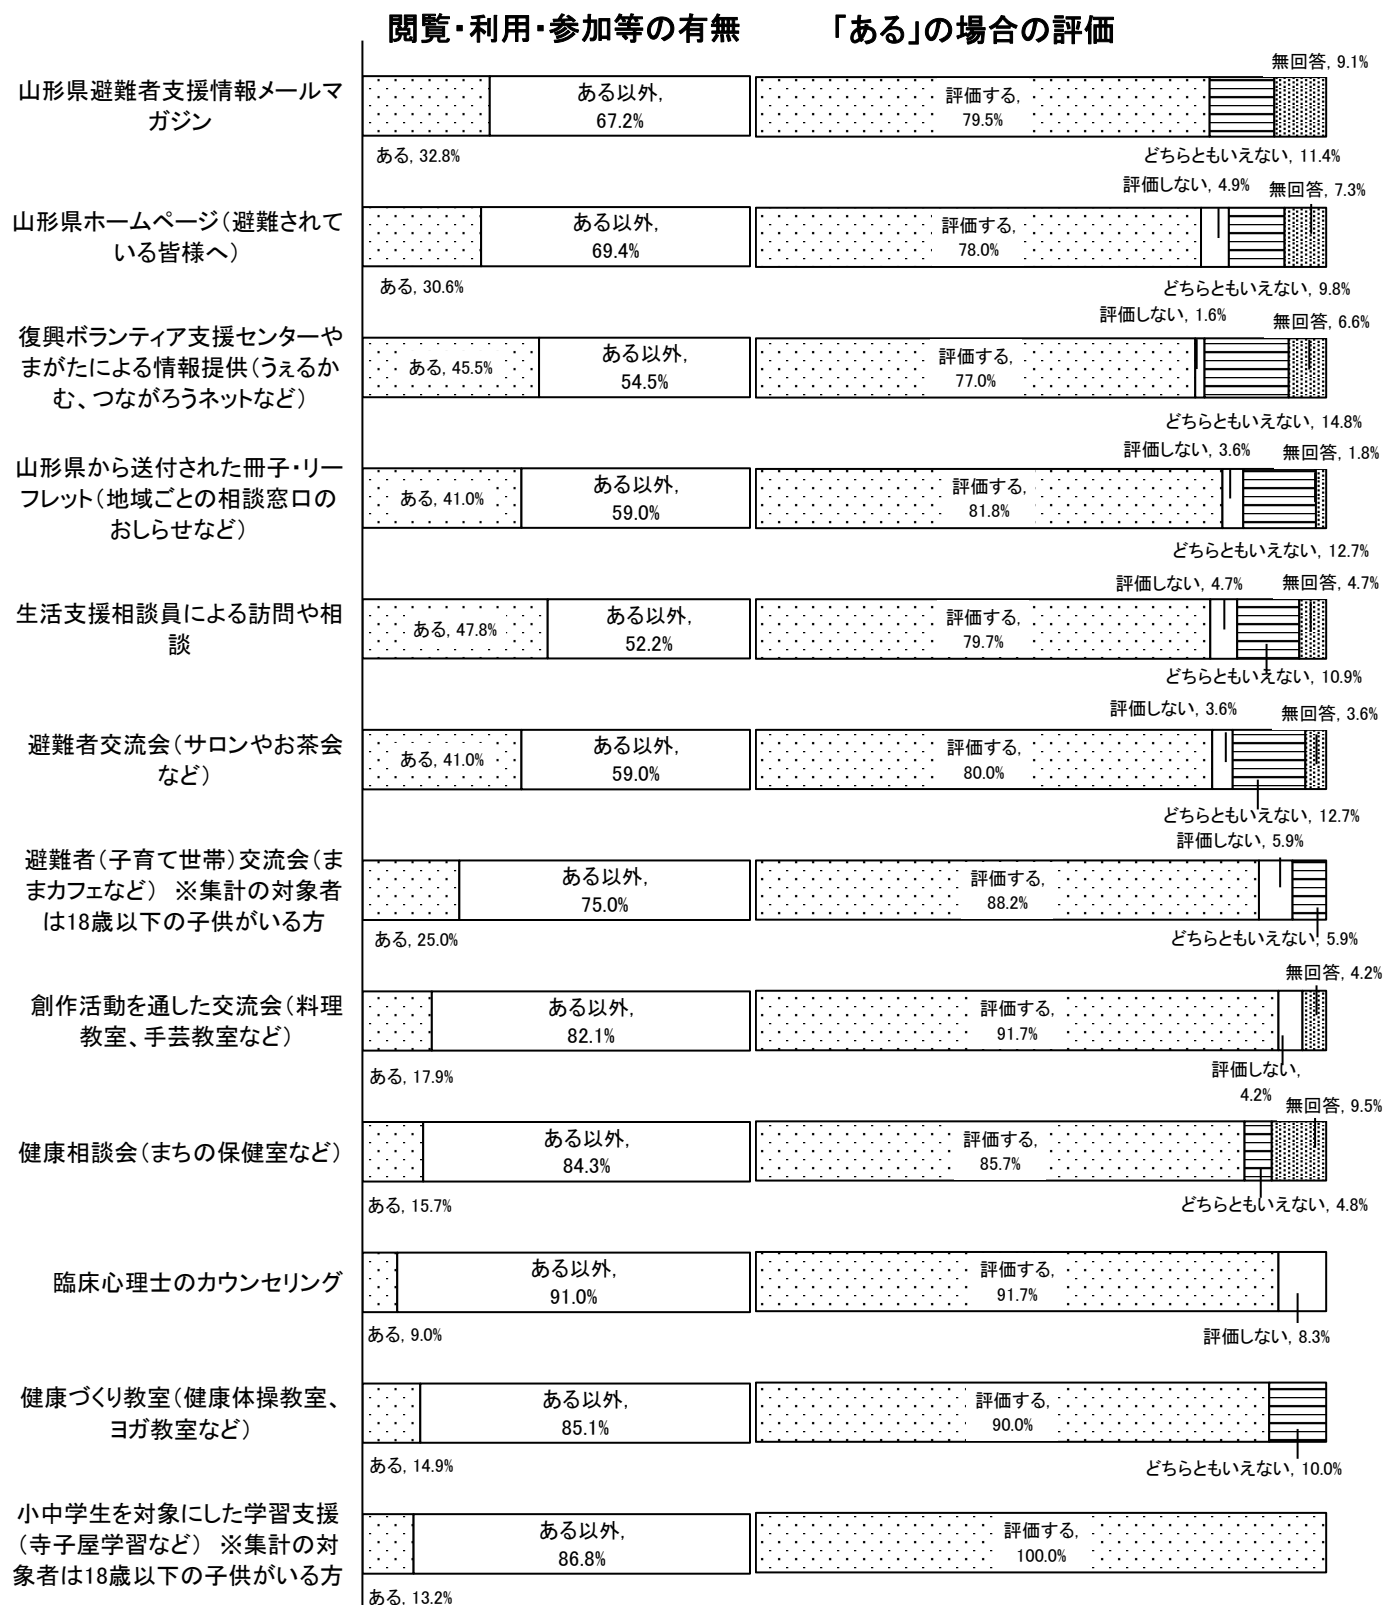 閲覧・利用・参加等の有無
「ある」の場合の評価
山形県避難者支援情報メールマ
ガジン
ある以外,
67.2%
ある, 32.8%
評価する,
79.5%
無回答, 9.1%
どちらともいえない, 11.4%
山形県ホームページ(避難されて
いる皆様へ)
ある以外,
69.4%
ある, 30.6%
評価する,
78.0%
評価しない, 4.9%
無回答, 7.3%
どちらともいえない, 9.8%
復興ボランティア支援センターや
まがたによる情報提供(うぇるか
む、つながろうネットなど)
ある, 45.5%
ある以外,
54.5%
評価する,
77.0%
評価しない, 1.6%
無回答, 6.6%
どちらともいえない, 14.8%
山形県から送付された冊子・リー
フレット(地域ごとの相談窓口の
おしらせなど)
ある, 41.0%
ある以外,
59.0%
評価する,
81.8%
評価しない, 3.6%
無回答, 1.8%
どちらともいえない, 12.7%
生活支援相談員による訪問や相
談
ある, 47.8%
ある以外,
52.2%
評価する,
79.7%
評価しない, 4.7%
無回答, 4.7%
どちらともいえない, 10.9%
避難者交流会(サロンやお茶会
など)
ある, 41.0%
ある以外,
59.0%
評価する,
80.0%
評価しない, 3.6%
無回答, 3.6%
どちらともいえない, 12.7%
避難者(子育て世帯)交流会(ま
まカフェなど) ※集計の対象者
は18歳以下の子供がいる方
ある以外,
75.0%
ある, 25.0%
評価する,
88.2%
評価しない, 5.9%
どちらともいえない, 5.9%
創作活動を通した交流会(料理
教室、手芸教室など)
ある以外,
82.1%
ある, 17.9%
評価する,
91.7%
無回答, 4.2%
評価しない,
4.2%
健康相談会(まちの保健室など)
ある以外,
84.3%
ある, 15.7%
評価する,
85.7%
無回答, 9.5%
どちらともいえない, 4.8%
臨床心理士のカウンセリング
ある以外,
91.0%
ある, 9.0%
評価する,
91.7%
評価しない, 8.3%
健康づくり教室(健康体操教室、
ヨガ教室など)
ある以外,
85.1%
ある, 14.9%
評価する,
90.0%
どちらともいえない, 10.0%
小中学生を対象にした学習支援
(寺子屋学習など) ※集計の対
象者は18歳以下の子供がいる方
ある以外,
86.8%
ある, 13.2%
評価する,
100.0%